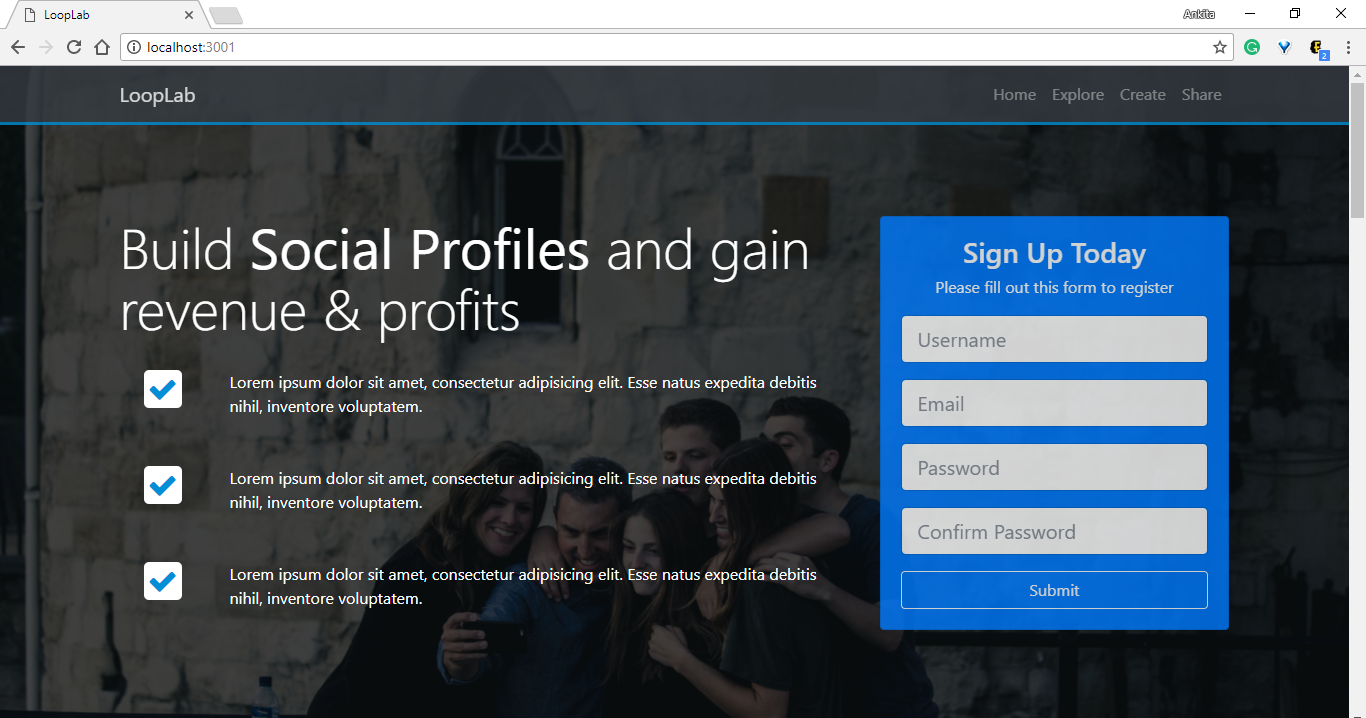 LoopLab
Ankita
localhost:3001
2
LoopLab
Home Explore Create Share
Build Social Profiles and gain
revenue & profits
Lorem ipsum dolor sit amet, consectetur adipisicing elit. Esse natus expedita debitis
nihil, inventore voluptatem.
Lorem ipsum dolor sit amet, consectetur adipisicing elit. Esse natus expedita debitis
nihil, inventore voluptatem.
Lorem ipsum dolor sit amet, consectetur adipisicing elit. Esse natus expedita debitis
nihil, inventore voluptatem.
Sign Up Today
Please fill out this form to register
Username
Email
Password
Confirm Password
Submit